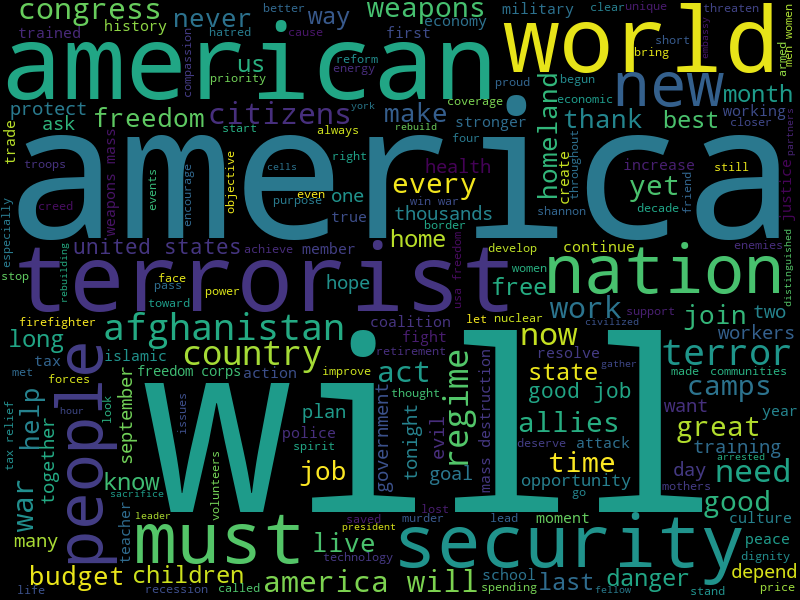 congress
history
trained
never
hatred
better
cause
way
weapons
first
economy
military
clear
unique
threaten
american
compassion
us
priority
reform
energy
proud
short
bring
embassy
world
armed
men women
protect
freedom
citizens
york
make
coverage
stronger
begun
economic
new
month
working
closer
partners
trade
ask
troops
start
always
rebuild
four
homeland
thank
best
america
weapons mass
events
encourage
objective
cells
right
purpose
even
one
true
health
every
win war
thousands
border
create
throughout
shannon
increase
yet
decade
friend
still
justice
creed
especially
stop
rebuilding
united states
achieve
member
home
develop
continue
enemies
distinguished
terrorist
pass
face
toward
power
hope
usa freedom
women
free
nation
firefighter
afghanistan
coalition
let
nuclear
work
support
join
two
long
tax
met
islamic
country
fight
retirement
now
civilized
workers
forces
people
freedom corps
action
improve
act
thought
regime
resolve
gather
state
good job
made
communities
terror
camps
want
year
help
look
hour
september
issues
will
plan
police
spirit
government
tonight
evil
goal
mass destruction
deserve
attack
allies
great
training
tax relief
together
war
know
sacrifice
volunteers
job
opportunity
go
time
arrested
day
mothers
need
many
teacher
leader
must
saved
president
lost
murder
lead
moment
good
culture
live
technology
security
peace
dignity
budget
life
children
recession
called
america will
school
spending
last
fellow
danger
stand
depend
price